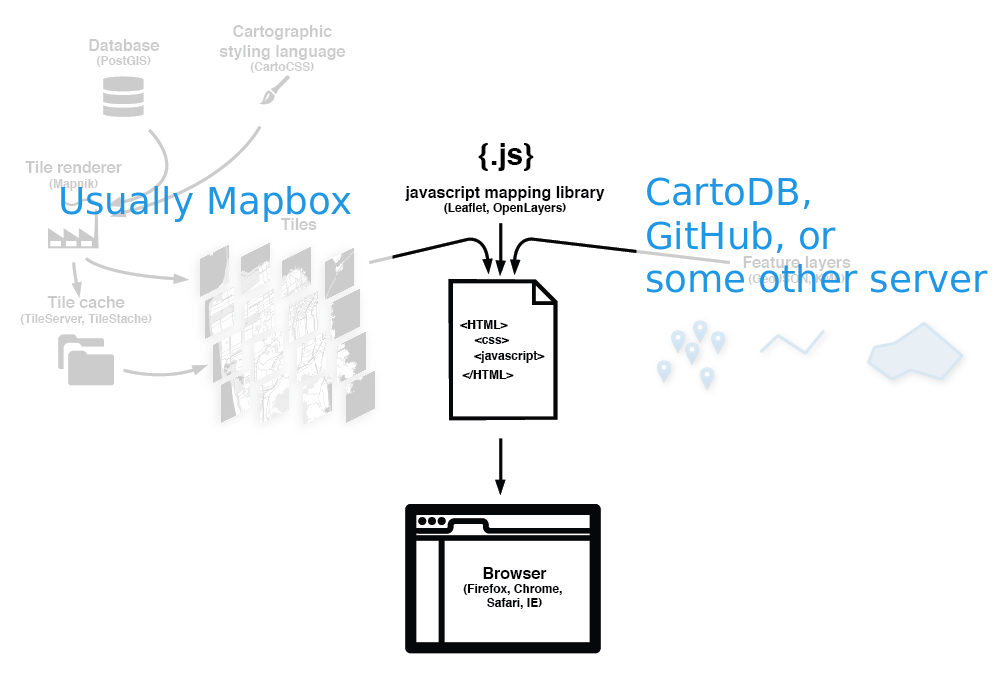 Database
(PostGIS)
Cartographic
styling language
(CartoCSS)
Tile renderer
(Mapnik)
Usually Mapbox
Tiles
Tile cache
(TileServer, TileStache)
{.js}
javascript mapping library
(Leaflet, OpenLayers)
CartoDB,
GitHub, or
some other server
Feature layers
(GeoJSON, KML)
<HTML>
<css>
<javascript>
</HTML>
Browser
(Firefox, Chrome,
Safari, IE)